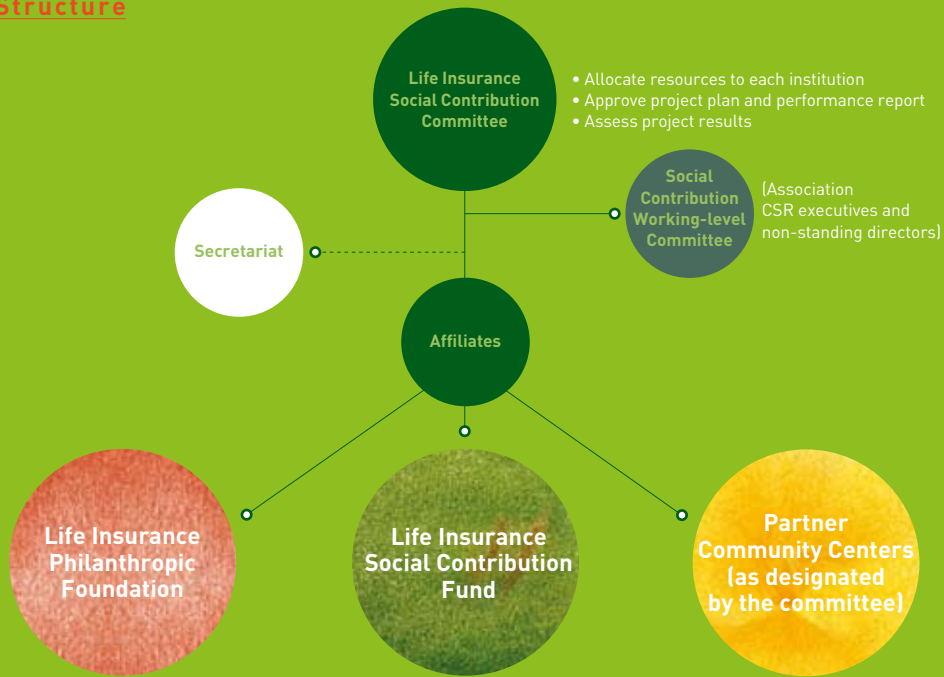 Structure
Life Insurance
Social Contribution
Committee
• Allocate resources to each institution
• Approve project plan and performance report
• Assess project results
Social
Contribution
Working-level
Committee
(Association
CSR executives and
non-standing directors)
Secretariat
Affiliates
Life Insurance
Philanthropic
Foundation
Life Insurance
Social Contribution
Fund
Partner
Community Centers
(as designated
by the committee)